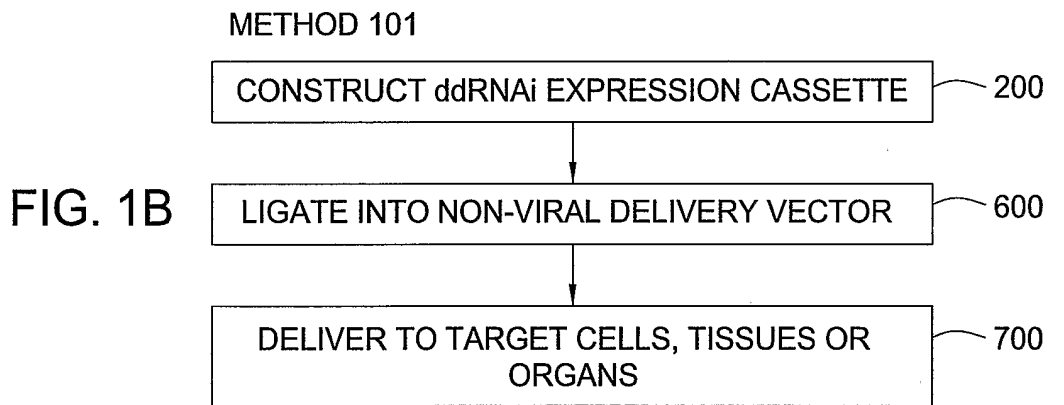 METHOD 101
CONSTRUCT ddRNAi EXPRESSION CASSETTE
200
FIG. 1B
LIGATE INTO NON-VIRAL DELIVERY VECTOR
600
DELIVER TO TARGET CELLS, TISSUES OR
ORGANS
700